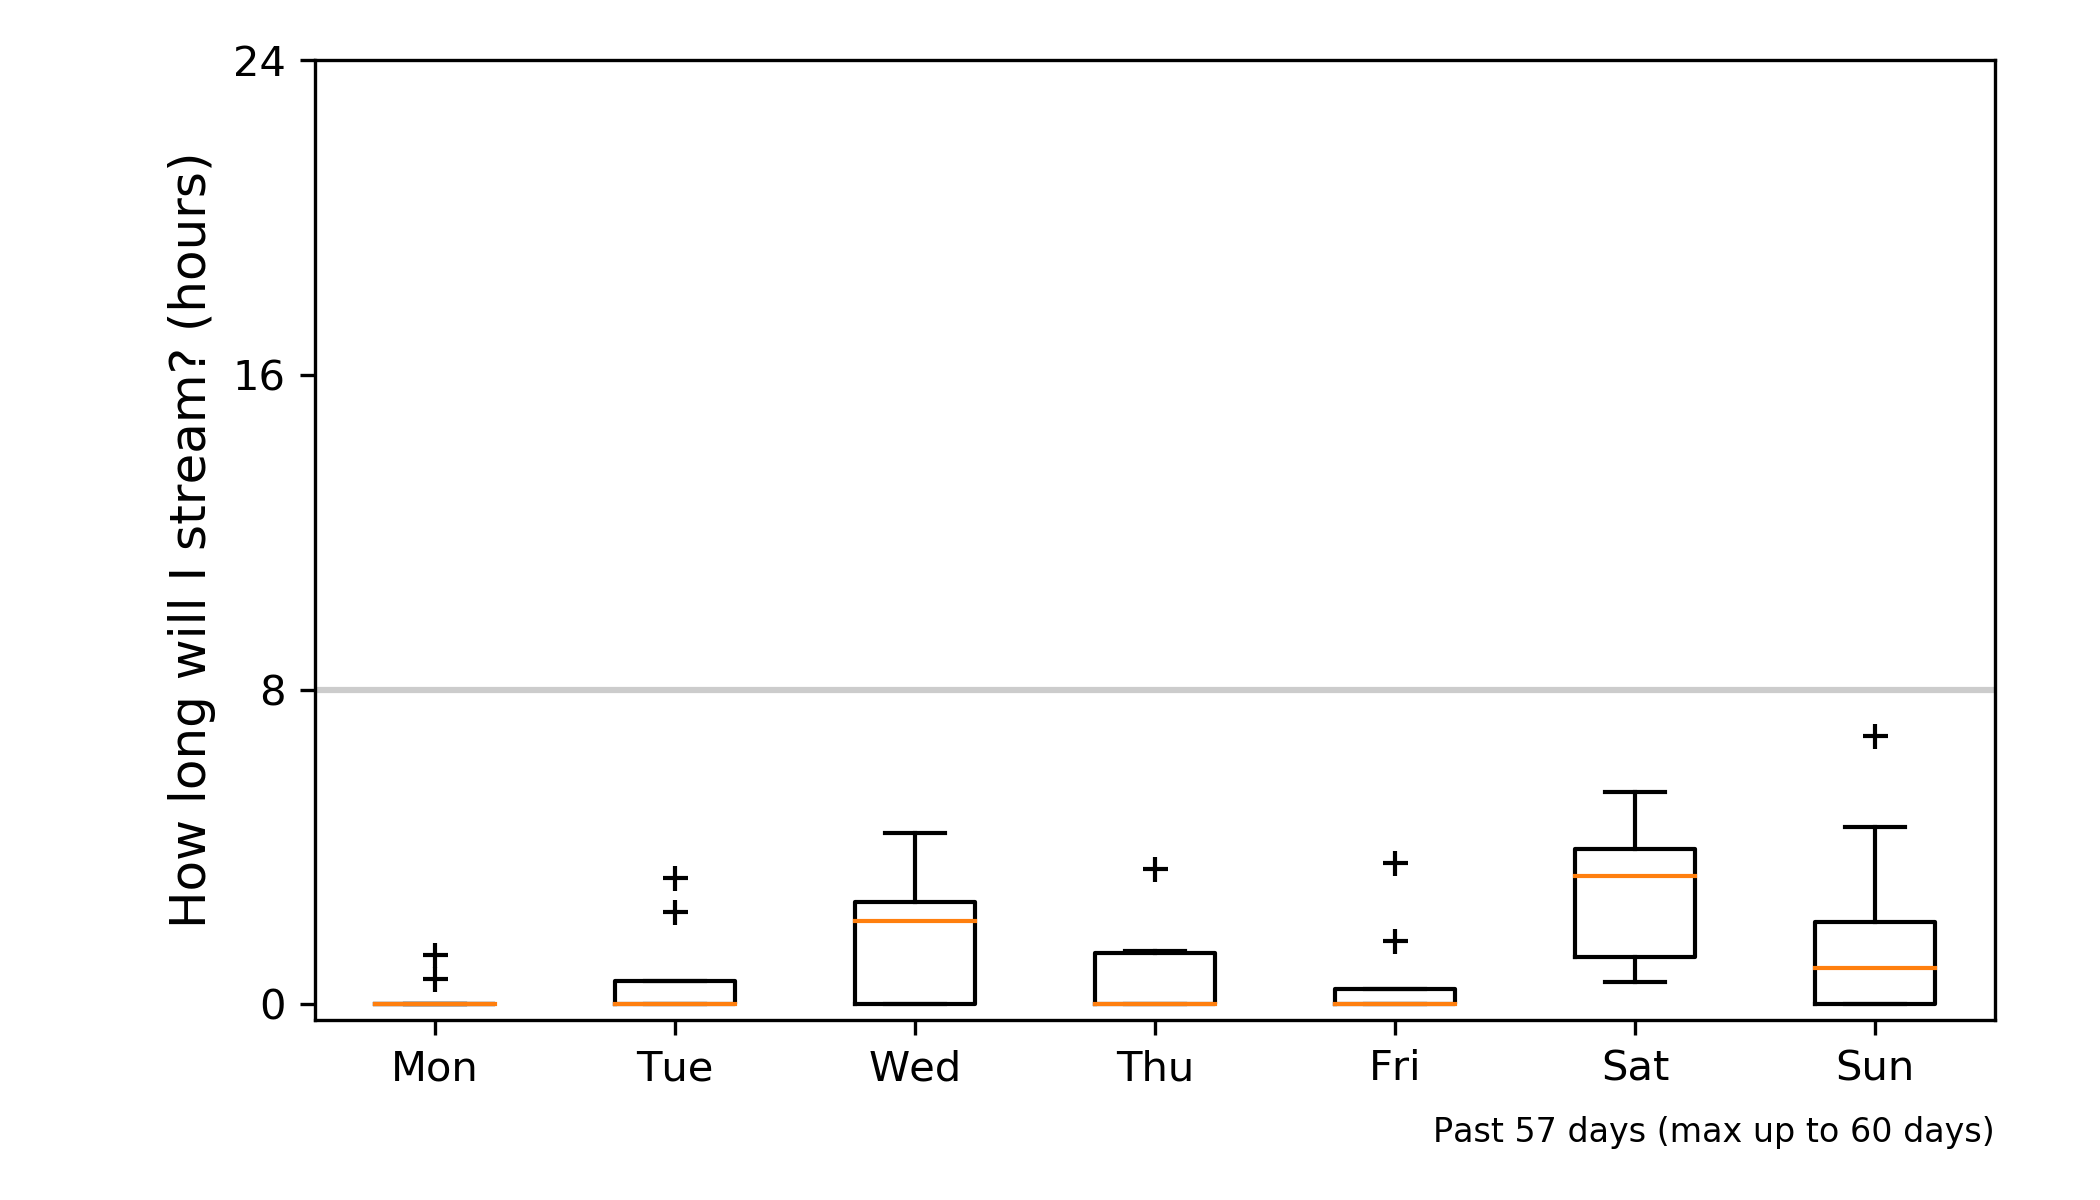 How long will I stream? (hours)
24
16
8
0
Mon Tue Wed Thu Fri Sat Sun
Past 57 days (max up to 60 days)